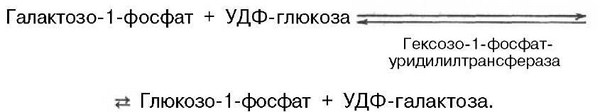 Галактозо-1-фосфат + УДФ-глюкоза
Гексозо-1-фосфат-
уридилилтрансфераза
⇄ Глюкозо-1-фосфат + УДФ-галактоза.